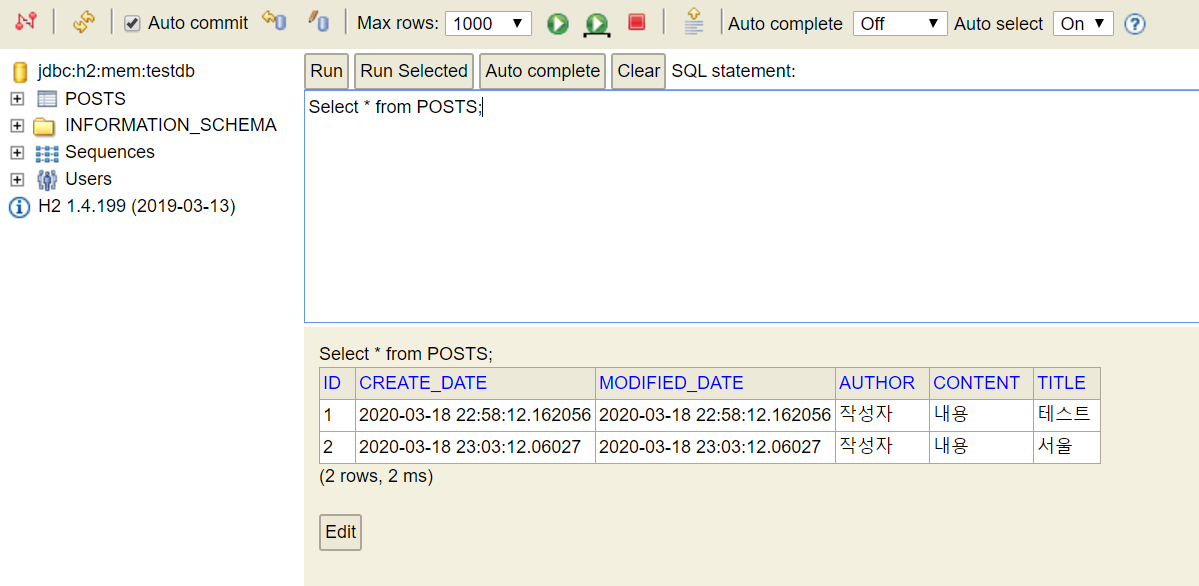 Auto commit Max rows: 1000 Auto complete Off Auto select On ?
jdbc:h2:mem:testdb
POSTS
INFORMATION_SCHEMA
Sequences
Users
H2 1.4.199 (2019-03-13)
Run Run Selected Auto complete Clear SQL statement:
Select * from POSTS;
Select * from POSTS;
ID CREATE_DATE MODIFIED_DATE AUTHOR CONTENT TITLE
1 2020-03-18 22:58:12.162056 2020-03-18 22:58:12.162056 작성자 내용 테스트
2 2020-03-18 23:03:12.06027 2020-03-18 23:03:12.06027 작성자 내용 서울
(2 rows, 2 ms)
Edit